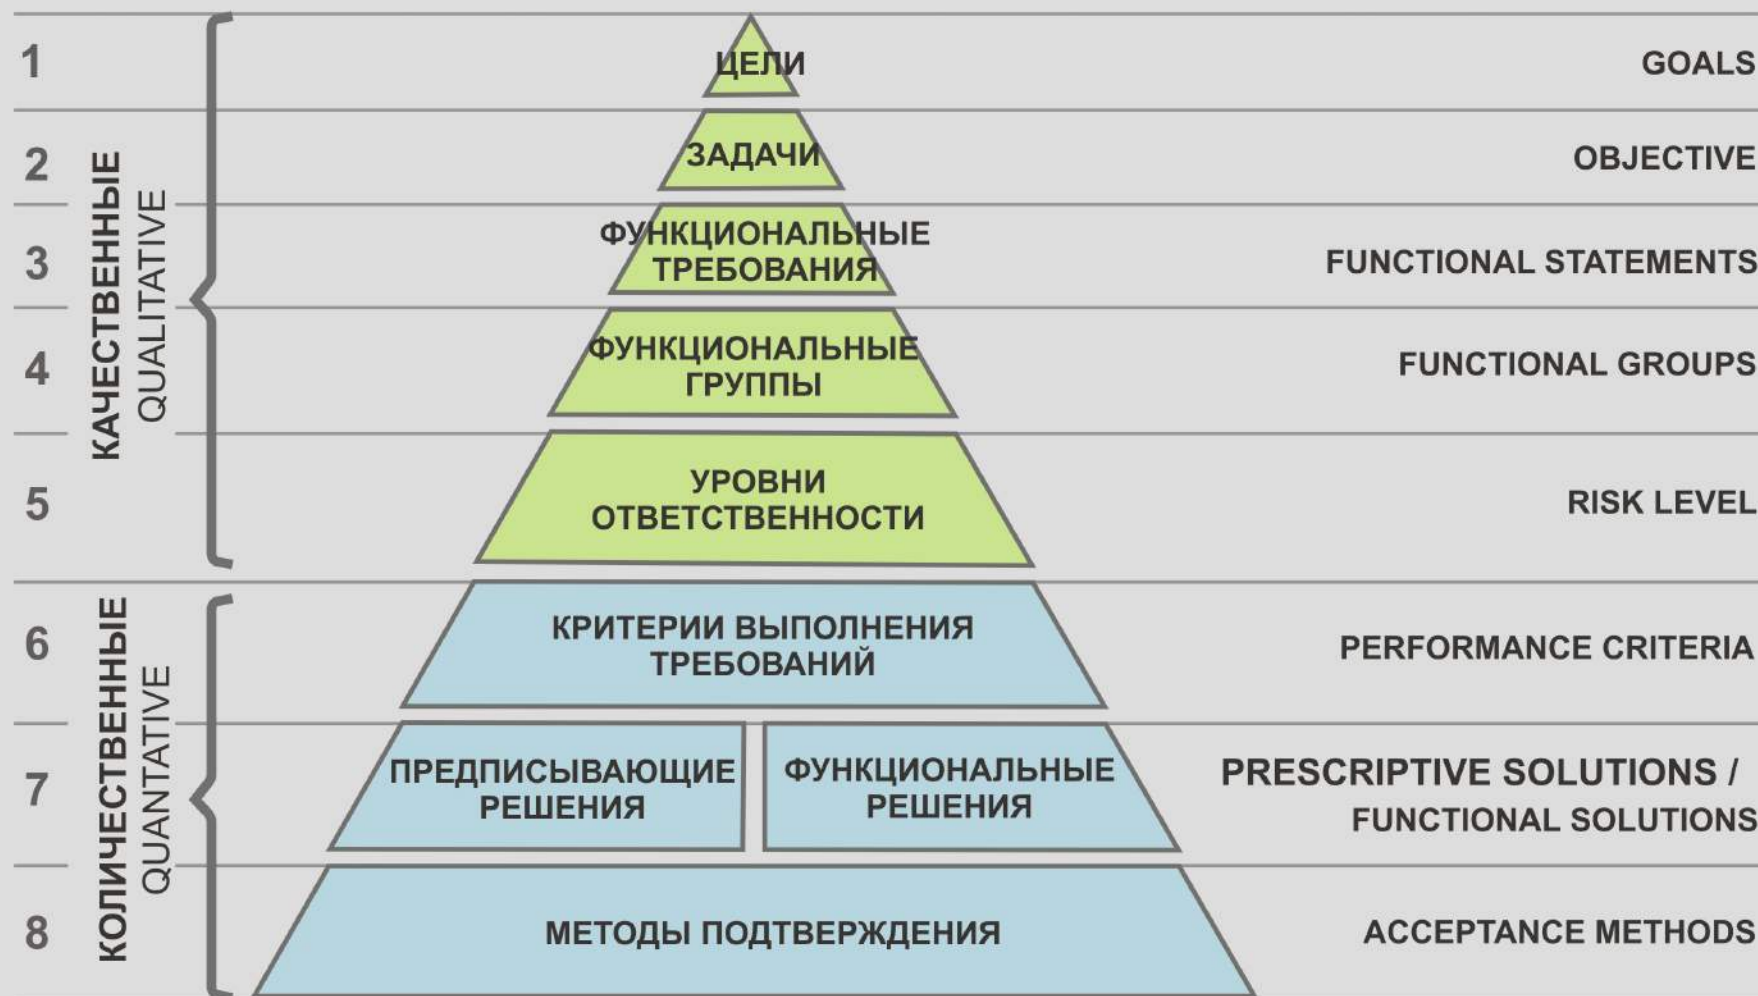 1
ЦЕЛИ
GOALS
2
ЗАДАЧИ
OBJECTIVE
3
ФУНКЦИОНАЛЬНЫЕ
ТРЕБОВАНИЯ
FUNCTIONAL STATEMENTS
4
ФУНКЦИОНАЛЬНЫЕ
ГРУППЫ
FUNCTIONAL GROUPS
5
УРОВНИ
ОТВЕТСТВЕННОСТИ
RISK LEVEL
КАЧЕСТВЕННЫЕ
QUALITATIVE
6
КРИТЕРИИ ВЫПОЛНЕНИЯ
ТРЕБОВАНИЙ
PERFORMANCE CRITERIA
7
ПРЕДПИСЫВАЮЩИЕ
РЕШЕНИЯ
ФУНКЦИОНАЛЬНЫЕ
РЕШЕНИЯ
PRESCRIPTIVE SOLUTIONS /
FUNCTIONAL SOLUTIONS
8
МЕТОДЫ ПОДТВЕРЖДЕНИЯ
ACCEPTANCE METHODS
КОЛИЧЕСТВЕННЫЕ
QUANTATIVE